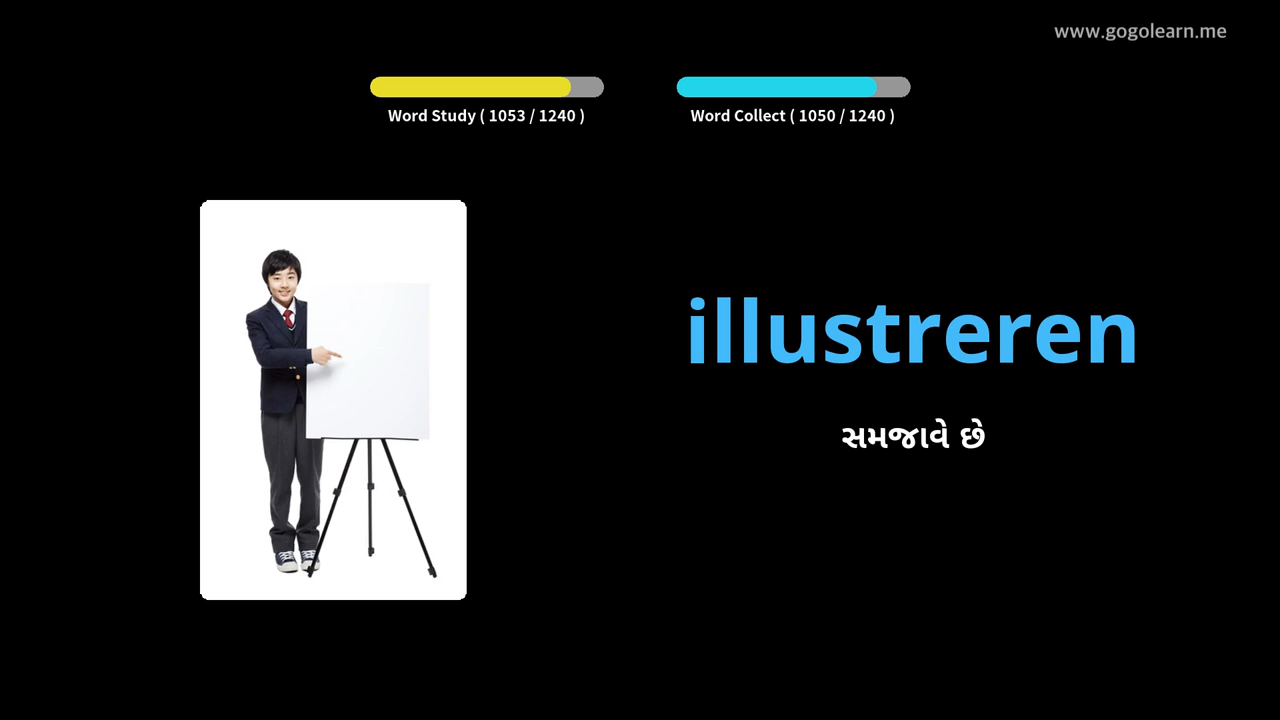 www.gogolearn.me
Word Study ( 1053 / 1240 )
Word Collect ( 1050 / 1240 )
illustreren
સમજાવે છે